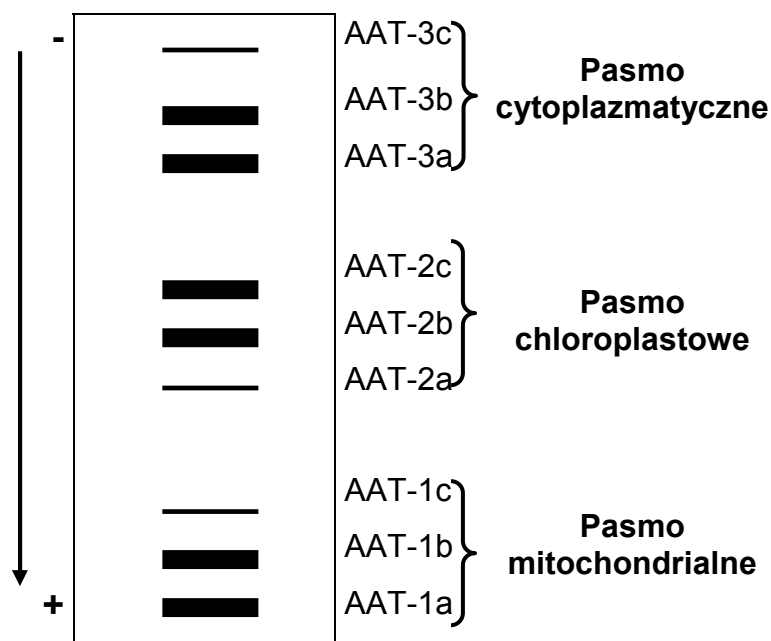 -
AAT-3c
AAT-3b
AAT-3a
Pasmo
cytoplazmatyczne
AAT-2c
AAT-2b
AAT-2a
Pasmo
chloroplastowe
AAT-1c
AAT-1b
AAT-1a
Pasmo
mitochondrialne
+